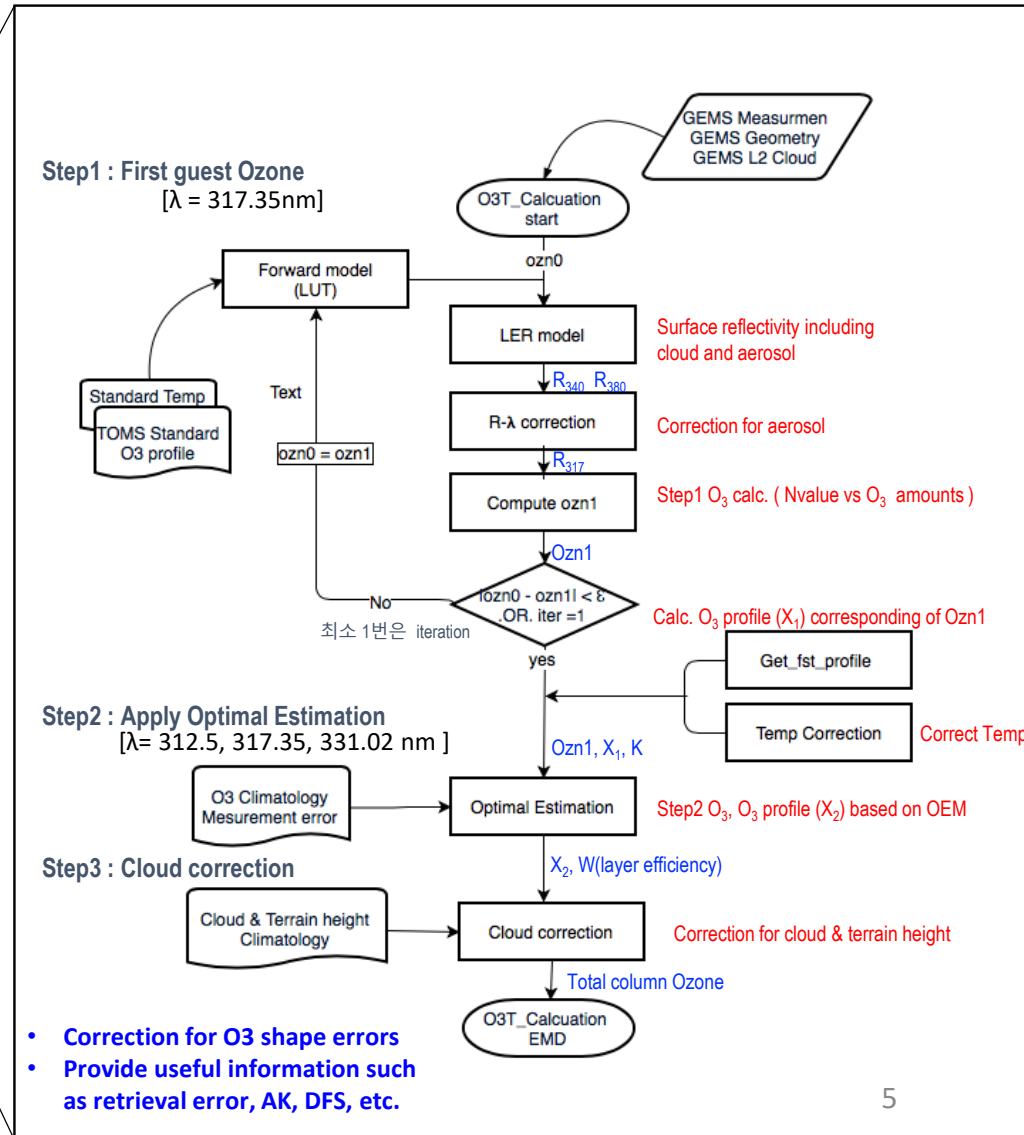 GEMS Measurmen
GEMS Geometry
GEMS L2 Cloud
Step1 : First guest Ozone
[λ = 317.35nm]
O3T_Calcuation
start
ozn0
Forward model
(LUT)
LER model
Surface reflectivity including
cloud and aerosol
R340 R380
Standard Temp
TOMS Standard
O3 profile
Text
ozn0 = ozn1
R-λ correction
Correction for aerosol
R317
Compute ozn1
Step1 O3 calc. ( Nvalue vs O3 amounts )
Ozn1
|ozn0 - ozn1| < ε
.OR. iter =1
No
최소 1번은 iteration
Calc. O3 profile (X1) corresponding of Ozn1
yes
Get_fst_profile
Temp Correction
Correct Temp
Step2 : Apply Optimal Estimation
[λ= 312.5, 317.35, 331.02 nm ]
Ozn1, X1, K
O3 Climatology
Mesurement error
Optimal Estimation
Step2 O3, O3 profile (X2) based on OEM
Step3 : Cloud correction
X2, W(layer efficiency)
Cloud & Terrain height
Climatology
Cloud correction
Correction for cloud & terrain height
Total column Ozone
O3T_Calcuation
EMD
• Correction for O3 shape errors
• Provide useful information such
as retrieval error, AK, DFS, etc.
5